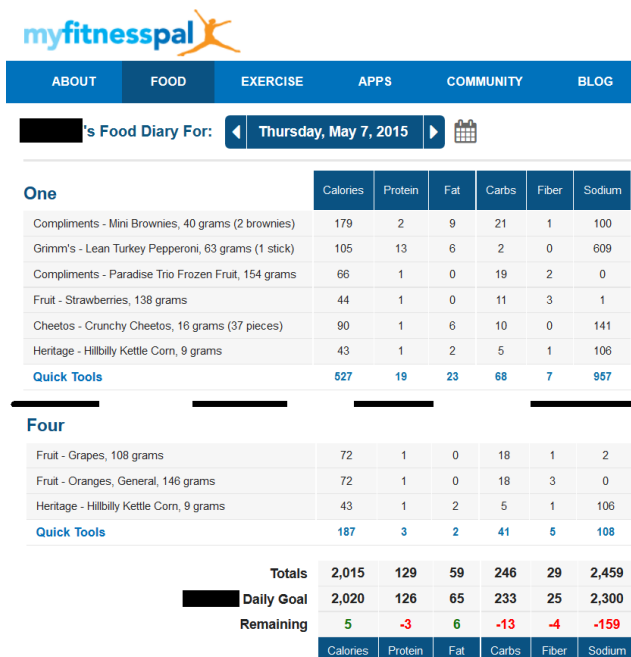 myfitnesspal
ABOUT FOOD EXERCISE APPS COMMUNITY BLOG
's Food Diary For: Thursday, May 7, 2015
One Calories Protein Fat Carbs Fiber Sodium
Compliments - Mini Brownies, 40 grams (2 brownies) 179 2 9 21 1 100
Grimm's - Lean Turkey Pepperoni, 63 grams (1 stick) 105 13 6 2 0 609
Compliments - Paradise Trio Frozen Fruit, 154 grams 66 1 0 19 2 0
Fruit - Strawberries, 138 grams 44 1 0 11 3 1
Cheetos - Crunchy Cheetos, 16 grams (37 pieces) 90 1 6 10 0 141
Heritage - Hillbilly Kettle Corn, 9 grams 43 1 2 5 1 106
Quick Tools 527 19 23 68 7 957
Four
Fruit - Grapes, 108 grams 72 1 0 18 1 2
Fruit - Oranges, General, 146 grams 72 1 0 18 3 0
Heritage - Hillbilly Kettle Corn, 9 grams 43 1 2 5 1 106
Quick Tools 187 3 2 41 5 108
Totals 2,015 129 59 246 29 2,459
Daily Goal 2,020 126 65 233 25 2,300
Remaining 5 -3 6 -13 -4 -159
Calories Protein Fat Carbs Fiber Sodium